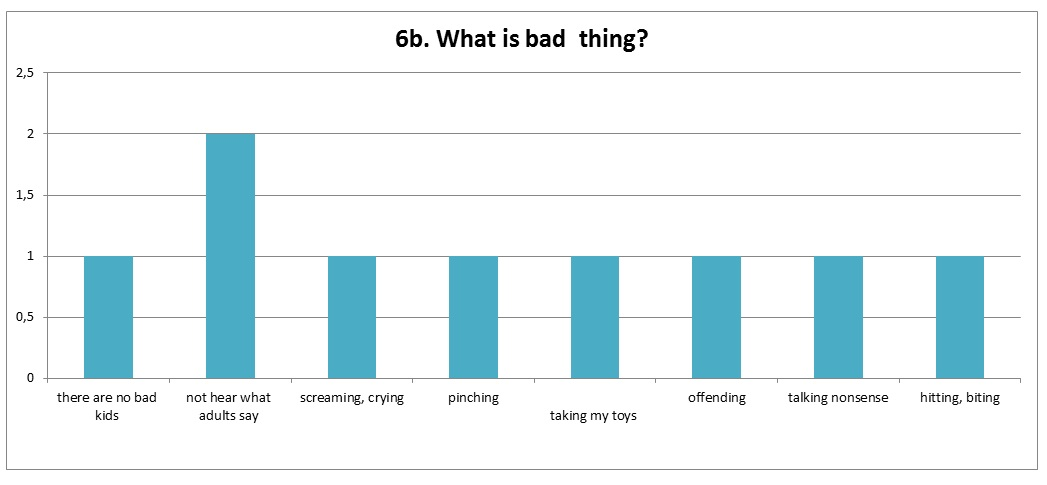 6b. What is bad  thing?
2,5
2
1,5
1
0,5
0
there are no bad
kids
not hear what
adults say
screaming, crying
pinching
taking my toys
offending
talking nonsense
hitting, biting